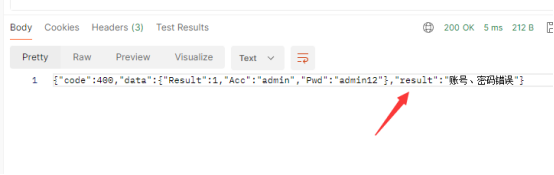 Body Cookies Headers (3) Test Results 200 OK 5 ms 212 B
Pretty Raw Preview Visualize Text
1 {"code":400,"data":{"Result":1,"Acc":"admin","Pwd":"admin12"},"result":"账号、密码错误"}